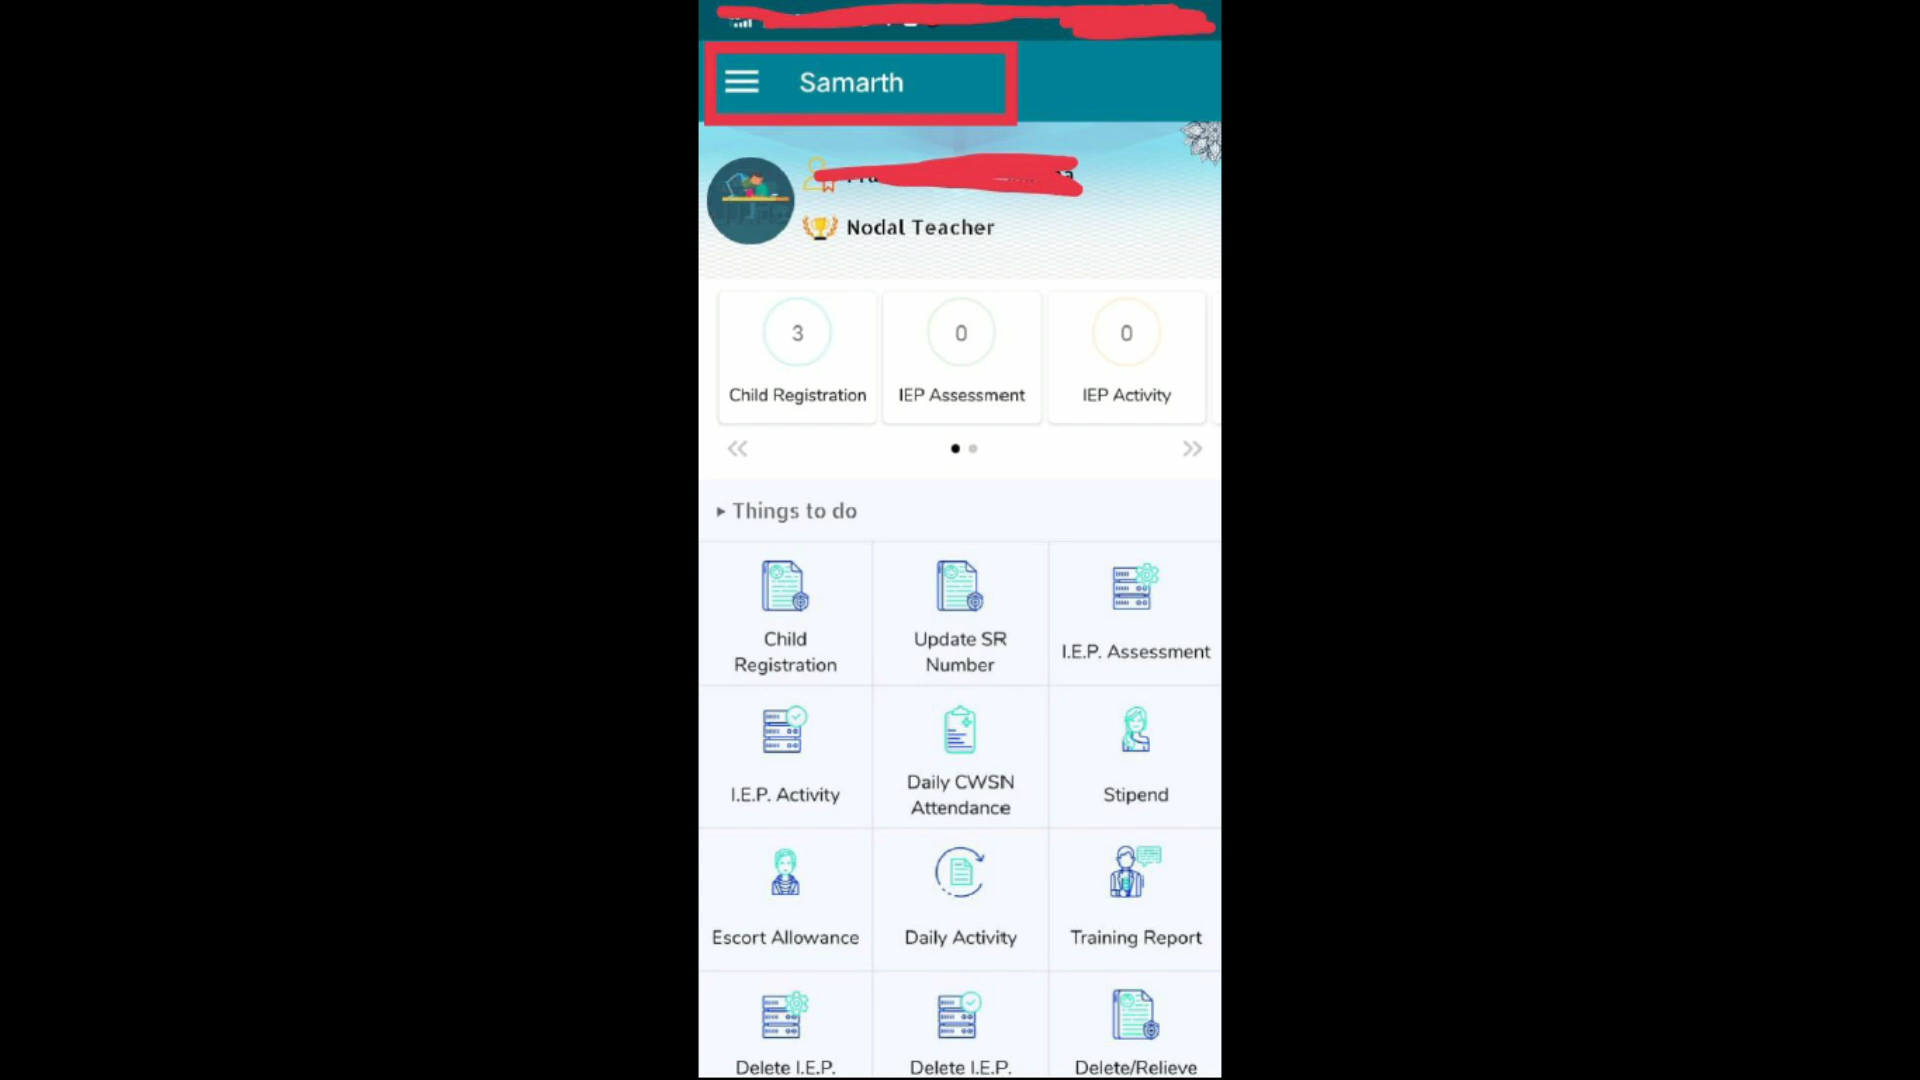 Samarth
Nodal Teacher
3
0
0
Child Registration
IEP Assessment
IEP Activity
Things to do
Child
Registration
Update SR
Number
I.E.P. Assessment
I.E.P. Activity
Daily CWSN
Attendance
Stipend
Escort Allowance
Daily Activity
Training Report
Delete I.E.P.
Delete I.E.P.
Delete/Relieve